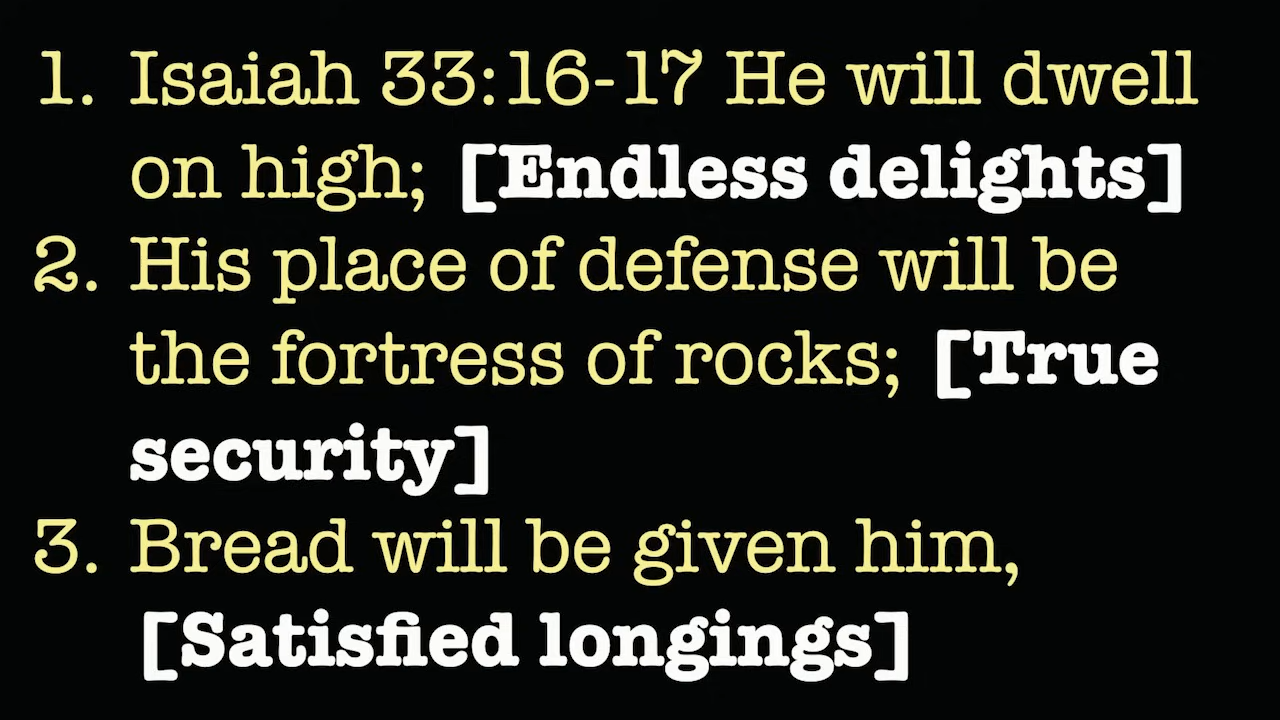 1. Isaiah 33:16-17 He will dwell
on high; [Endless delights]
2. His place of defense will be
the fortress of rocks; [True
security]
3. Bread will be given him,
[Satisfied longings]